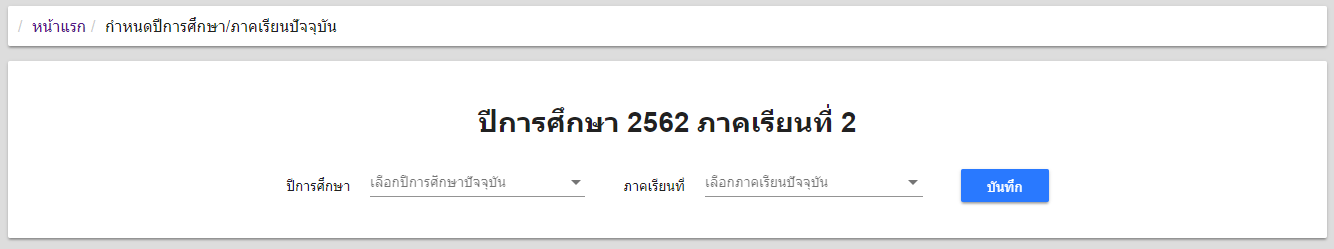 / หน้าแรก / กำหนดปีการศึกษา/ภาคเรียนปัจจุบัน
ปีการศึกษา 2562 ภาคเรียนที่ 2
ปีการศึกษา เลือกปีการศึกษาปัจจุบัน ภาคเรียนที่ เลือกภาคเรียนปัจจุบัน บันทึก